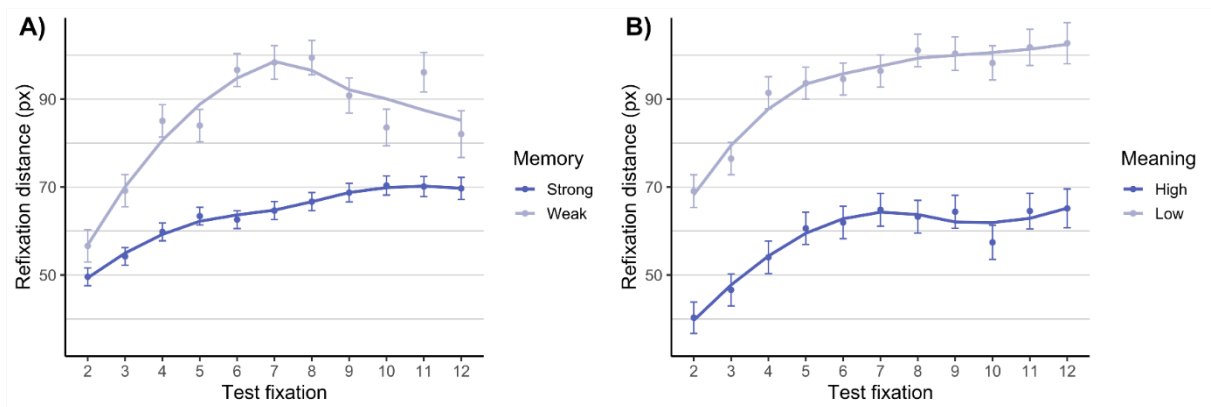 A)
Refixation distance (px)
90
70
50
2 3 4 5 6 7 8 9 10 11 12
Test fixation
Memory
Strong
Weak
B)
Refixation distance (px)
90
70
50
2 3 4 5 6 7 8 9 10 11 12
Test fixation
Meaning
High
Low